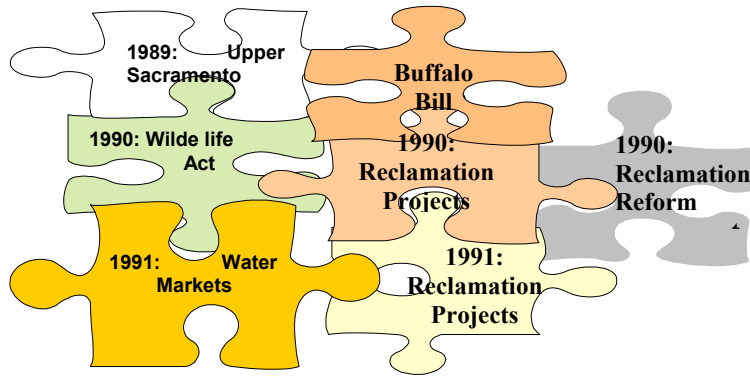 1989: Upper
Sacramento
Buffalo
Bill
1990: Wilde life
Act
1990:
Reclamation
Projects
1990:
Reclamation
Reform
1991: Water
Markets
1991:
Reclamation
Projects